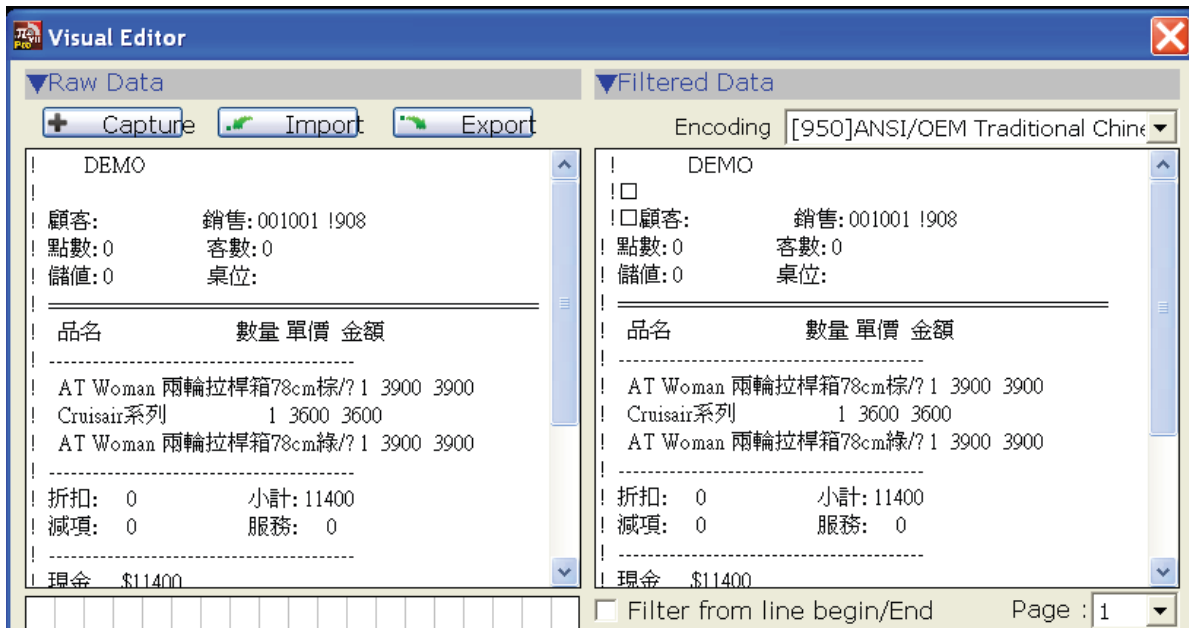 Visual Editor
▼Raw Data
Capture Import Export
!      DEMO
!
! 顧客:           銷售: 001001 !908
! 點數: 0          客數: 0
! 儲值: 0          桌位:
! ==================================
!  品名              數量 單價 金額
! ------------------------------------------
!  AT Woman 兩輪拉桿箱78cm棕/? 1  3900  3900
!  Cruisair系列          1  3600  3600
!  AT Woman 兩輪拉桿箱78cm綠/? 1  3900  3900
! ------------------------------------------
! 折扣:    0            小計: 11400
! 減項:    0            服務:    0
! ------------------------------------------
! 現金    $11400
▼Filtered Data
Encoding [950]ANSI/OEM Traditional Chine
!       DEMO
!□
!□顧客:           銷售: 001001 !908
! 點數: 0          客數: 0
! 儲值: 0          桌位:
! ==================================
!  品名              數量 單價 金額
! ------------------------------------------
!  AT Woman 兩輪拉桿箱78cm棕/? 1  3900  3900
!  Cruisair系列          1  3600  3600
!  AT Woman 兩輪拉桿箱78cm綠/? 1  3900  3900
! ------------------------------------------
! 折扣:    0            小計: 11400
! 減項:    0            服務:    0
! ------------------------------------------
! 現金    $11400
Filter from line begin/End Page : 1